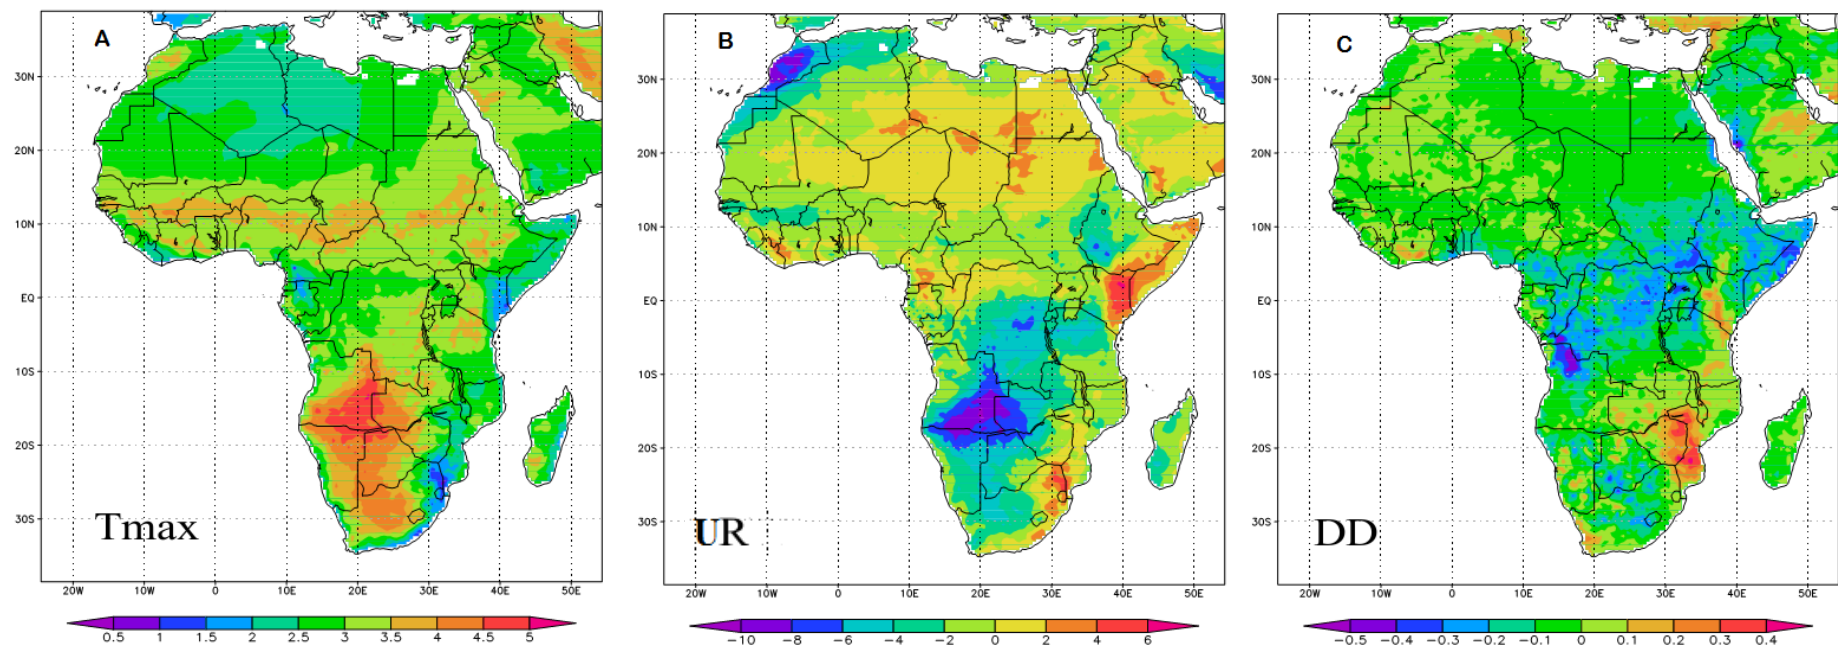 A
30N
20N
10N
EQ
10S
20S
30S
Tmax
20W
10W
0
10E
20E
30E
40E
50E
0.5
1
1.5
2
2.5
3
3.5
4
4.5
5
B
30N
20N
10N
EQ
10S
20S
30S
UR
20W
10W
0
10E
20E
30E
40E
50E
-10
-8
-6
-4
-2
0
2
4
6
C
30N
20N
10N
EQ
10S
20S
30S
DD
20W
10W
0
10E
20E
30E
40E
50E
-0.5
-0.4
-0.3
-0.2
-0.1
0
0.1
0.2
0.3
0.4